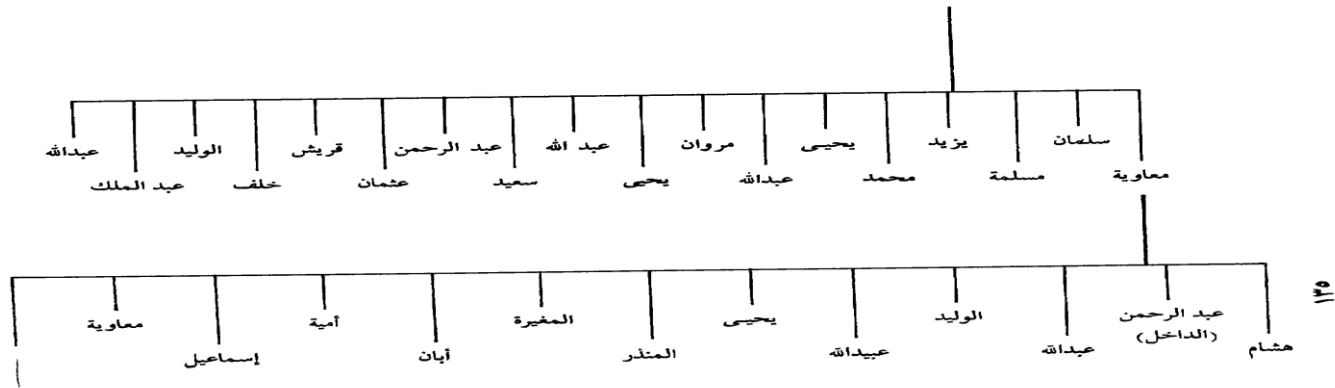 سلمان
يزيد
يحيى
مروان
عبد الله
عبد الرحمن
قريش
الوليد
عبدالله
معاوية
مسلمة
محمد
عبدالله
يحيى
سعيد
عثمان
خلف
عبد الملك
عبد الرحمن
(الداخل)
الوليد
يحيى
المغيرة
أمية
معاوية
هشام
عبدالله
عبيدالله
المنذر
أبان
إسماعيل
١٣٥